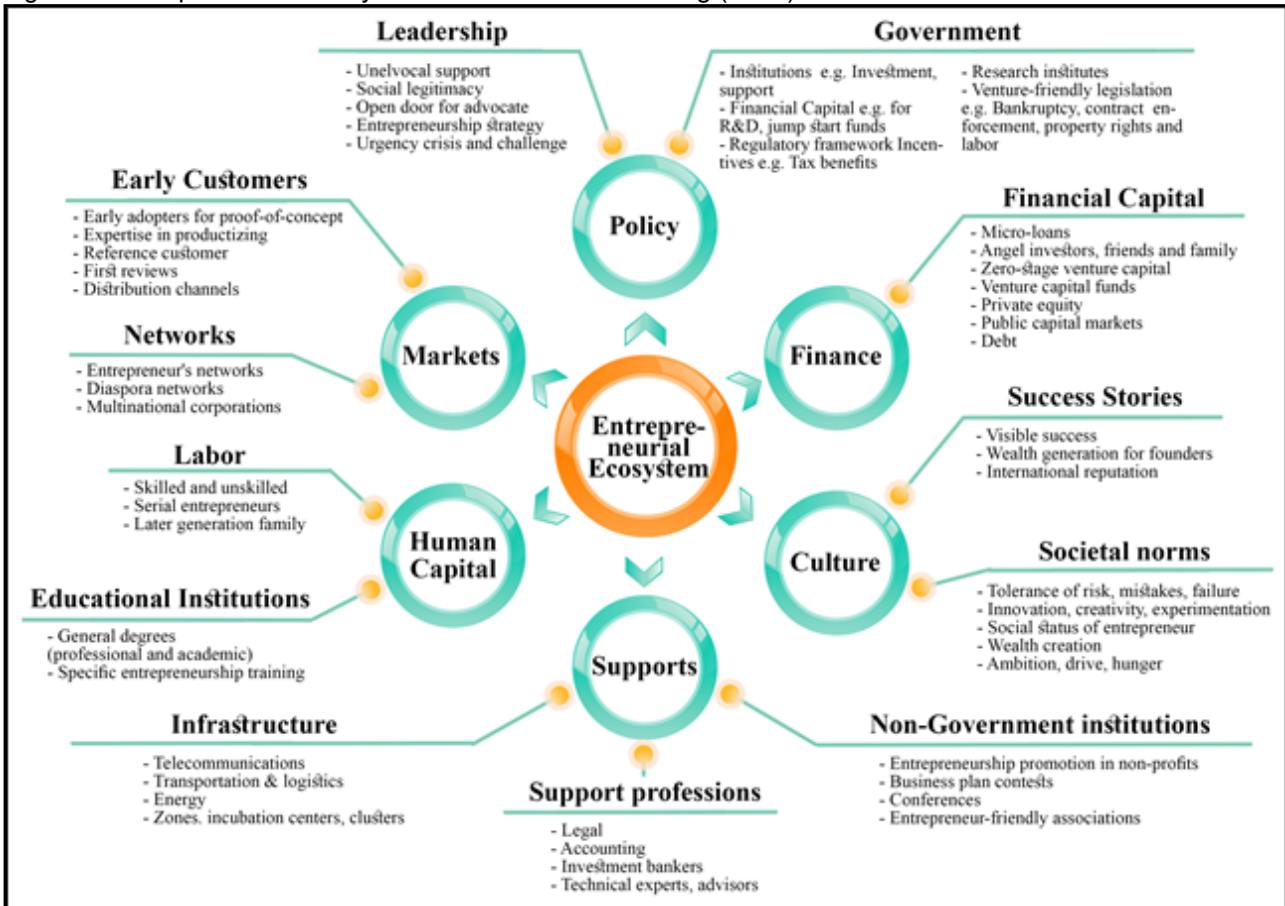 Leadership
- Unelvocal support
- Social legitimacy
- Open door for advocate
- Entrepreneurship strategy
- Urgency crisis and challenge
Government
- Institutions e.g. Investment,
support
- Financial Capital e.g. for
R&D, jump start funds
- Regulatory framework Incen-
tives e.g. Tax benefits
- Research institutes
- Venture-friendly legislation
e.g. Bankruptcy, contract en-
forcement, property rights and
labor
Policy
Early Customers
- Early adopters for proof-of-concept
- Expertise in productizing
- Reference customer
- First reviews
- Distribution channels
Networks
- Entrepreneur's networks
- Diaspora networks
- Multinational corporations
Markets
Financial Capital
- Micro-loans
- Angel investors, friends and family
- Zero-stage venture capital
- Venture capital funds
- Private equity
- Public capital markets
- Debt
Finance
Entrepre-
neurial
Ecosystem
Labor
- Skilled and unskilled
- Serial entrepreneurs
- Later generation family
Human
Capital
Educational Institutions
- General degrees
(professional and academic)
- Specific entrepreneurship training
Success Stories
- Visible success
- Wealth generation for founders
- International reputation
Culture
Societal norms
- Tolerance of risk, mistakes, failure
- Innovation, creativity, experimentation
- Social status of entrepreneur
- Wealth creation
- Ambition, drive, hunger
Supports
Infrastructure
- Telecommunications
- Transportation & logistics
- Energy
- Zones. incubation centers, clusters
Support professions
- Legal
- Accounting
- Investment bankers
- Technical experts, advisors
Non-Government institutions
- Entrepreneurship promotion in non-profits
- Business plan contests
- Conferences
- Entrepreneur-friendly associations